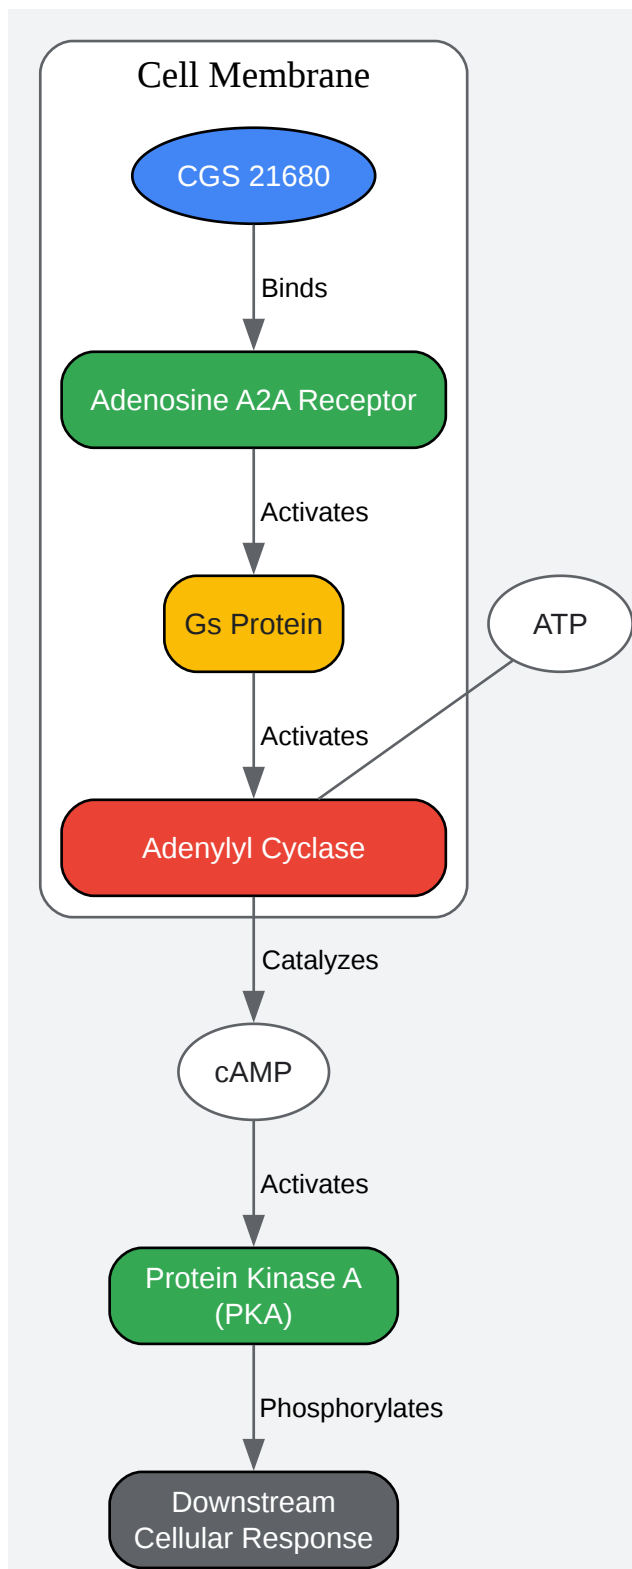 Cell Membrane
CGS 21680
Binds
Adenosine A2A Receptor
Activates
Gs Protein
ATP
Activates
Adenylyl Cyclase
Catalyzes
cAMP
Activates
Protein Kinase A
(PKA)
Phosphorylates
Downstream
Cellular Response